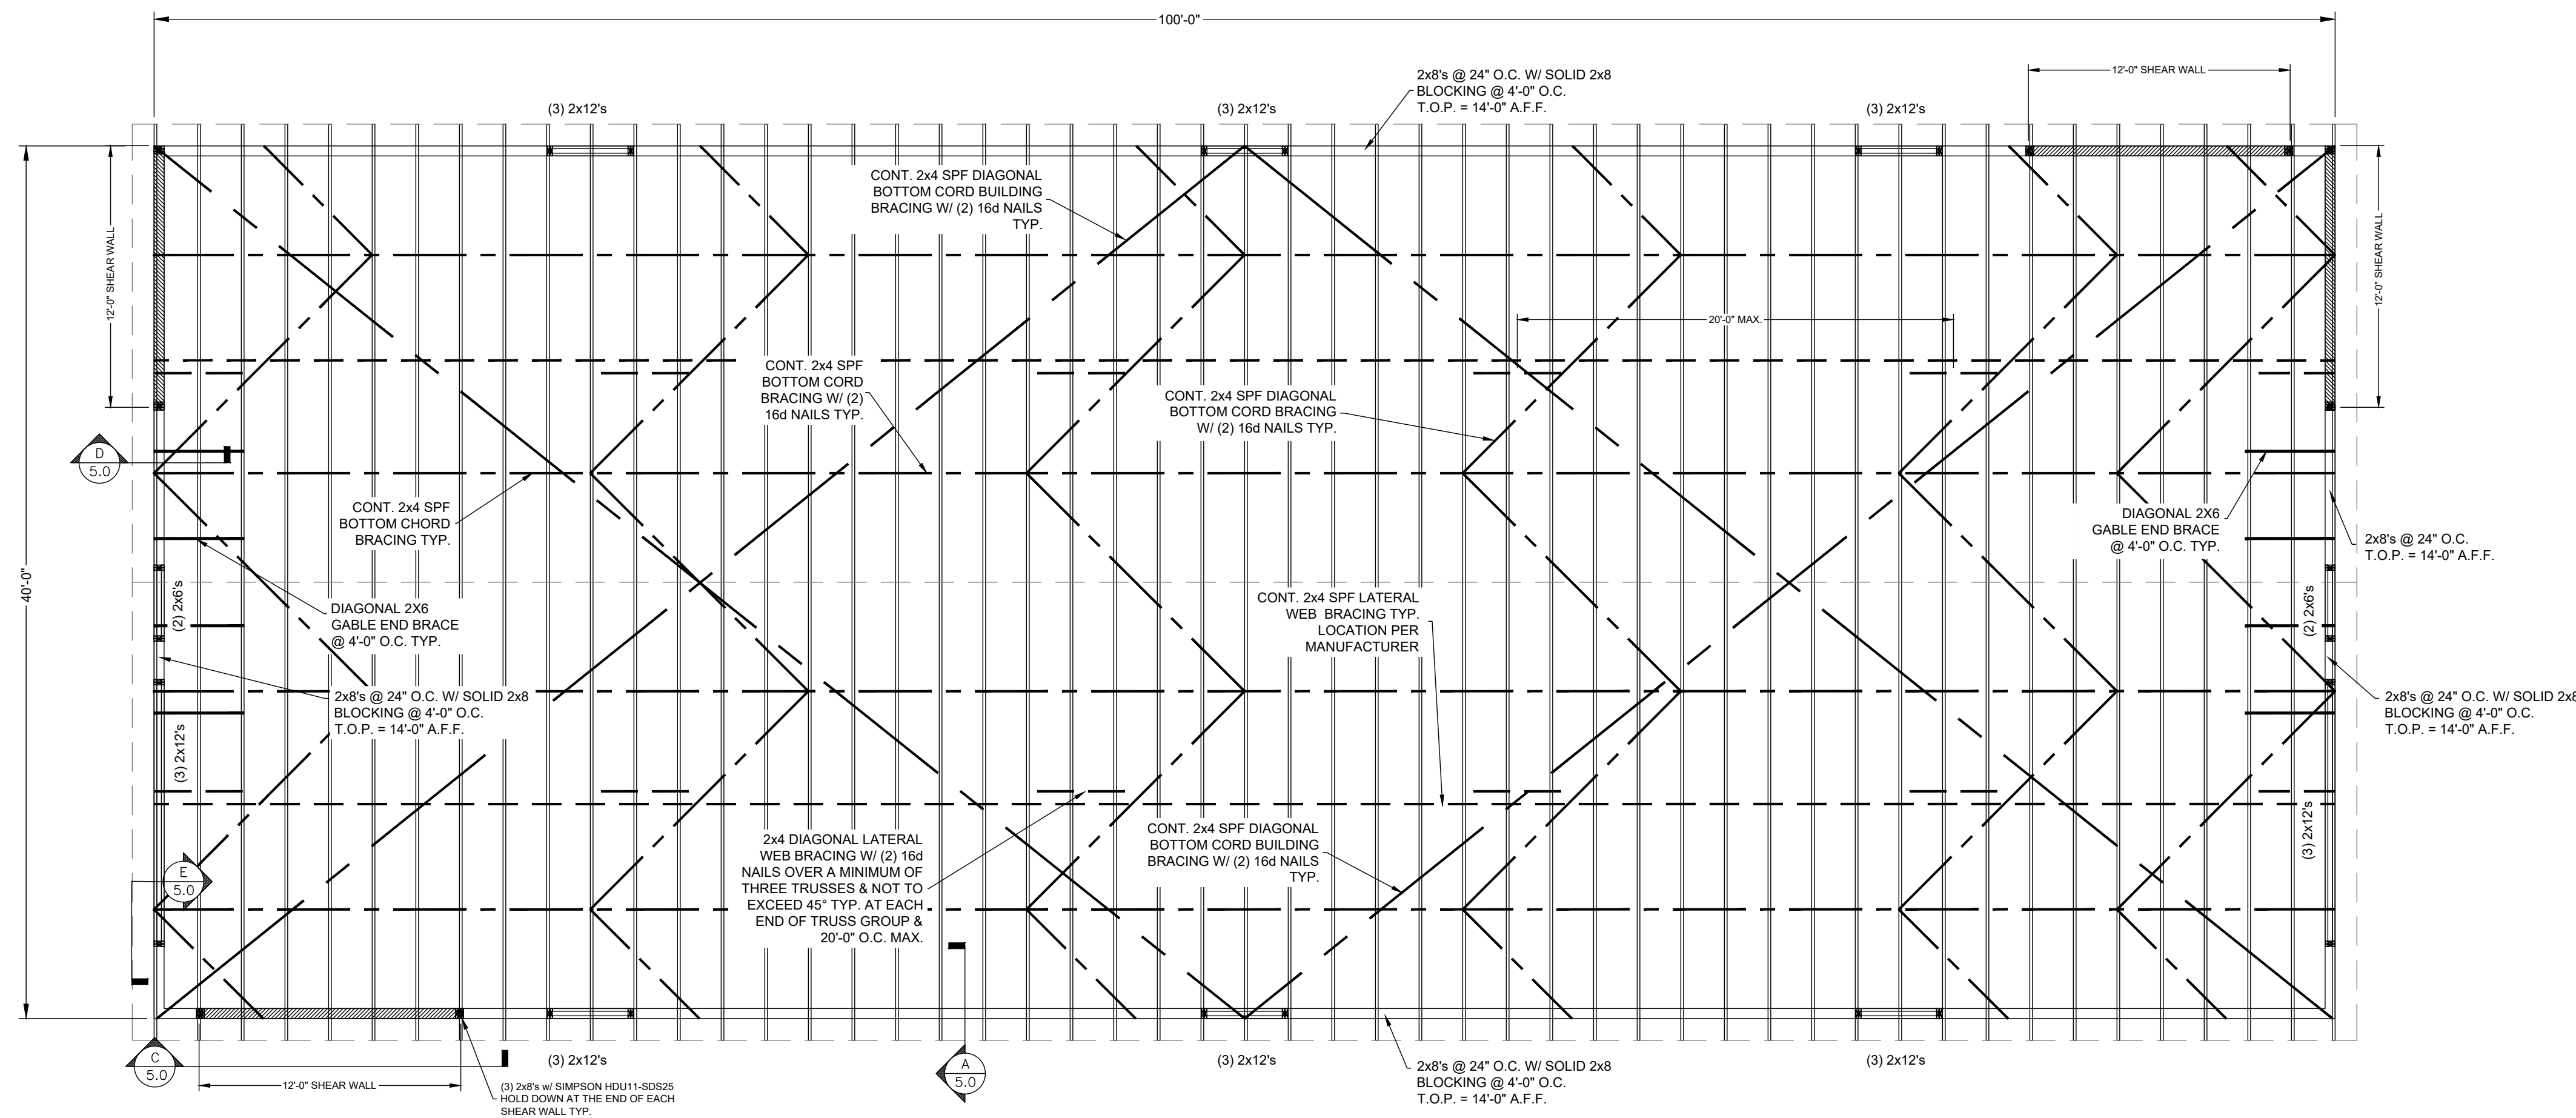 100'-0"
2x8's @ 24" O.C. W/ SOLID 2x8
BLOCKING @ 4'-0" O.C.
T.O.P. = 14'-0" A.F.F.
12'-0" SHEAR WALL
(3) 2x12's
(3) 2x12's
(3) 2x12's
CONT. 2x4 SPF DIAGONAL
BOTTOM CORD BUILDING
BRACING W/ (2) 16d NAILS
TYP.
12'-0" SHEAR WALL
12'-0" SHEAR WALL
20'-0" MAX.
CONT. 2x4 SPF
BOTTOM CORD
BRACING W/ (2)
16d NAILS TYP.
CONT. 2x4 SPF DIAGONAL
BOTTOM CORD BRACING
W/ (2) 16d NAILS TYP.
D
5.0
CONT. 2x4 SPF
BOTTOM CHORD
BRACING TYP.
DIAGONAL 2X6
GABLE END BRACE
@ 4'-0" O.C. TYP.
2x8's @ 24" O.C.
T.O.P. = 14'-0" A.F.F.
40'-0"
(2) 2x6's
DIAGONAL 2X6
GABLE END BRACE
@ 4'-0" O.C. TYP.
CONT. 2x4 SPF LATERAL
WEB BRACING TYP.
LOCATION PER
MANUFACTURER
(2) 2x6's
2x8's @ 24" O.C. W/ SOLID 2x8
BLOCKING @ 4'-0" O.C.
T.O.P. = 14'-0" A.F.F.
2x8's @ 24" O.C. W/ SOLID 2x8
BLOCKING @ 4'-0" O.C.
T.O.P. = 14'-0" A.F.F.
(3) 2x12's
(3) 2x12's
2x4 DIAGONAL LATERAL
WEB BRACING W/ (2) 16d
NAILS OVER A MINIMUM OF
THREE TRUSSES & NOT TO
EXCEED 45° TYP. AT EACH
END OF TRUSS GROUP &
20'-0" O.C. MAX.
CONT. 2x4 SPF DIAGONAL
BOTTOM CORD BUILDING
BRACING W/ (2) 16d NAILS
TYP.
E
5.0
C
5.0
12'-0" SHEAR WALL
(3) 2x8's w/ SIMPSON HDU11-SDS25
HOLD DOWN AT THE END OF EACH
SHEAR WALL TYP.
(3) 2x12's
A
5.0
(3) 2x12's
2x8's @ 24" O.C. W/ SOLID 2x8
BLOCKING @ 4'-0" O.C.
T.O.P. = 14'-0" A.F.F.
(3) 2x12's